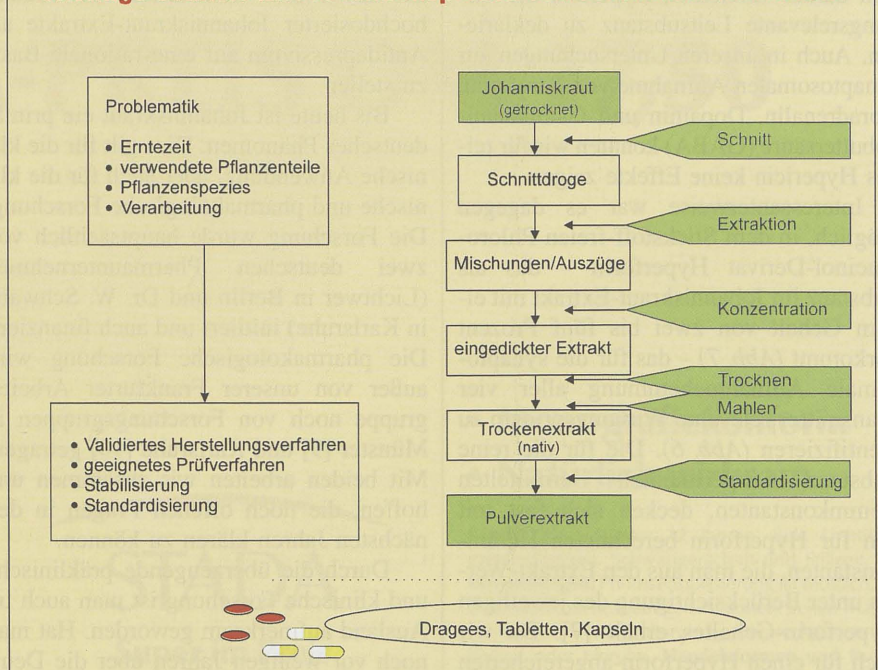 Problematik
• Erntezeit
• verwendete Pflanzenteile
• Pflanzenspezies
• Verarbeitung
• Validiertes Herstellungsverfahren
• geeignetes Prüfverfahren
• Stabilisierung
• Standardisierung
Johanniskraut
(getrocknet)
Schnitt
Schnittdroge
Extraktion
Mischungen/Auszüge
Konzentration
eingedickter Extrakt
Trocknen
Mahlen
Trockenextrakt
(nativ)
Standardisierung
Pulverextrakt
Dragees, Tabletten, Kapseln